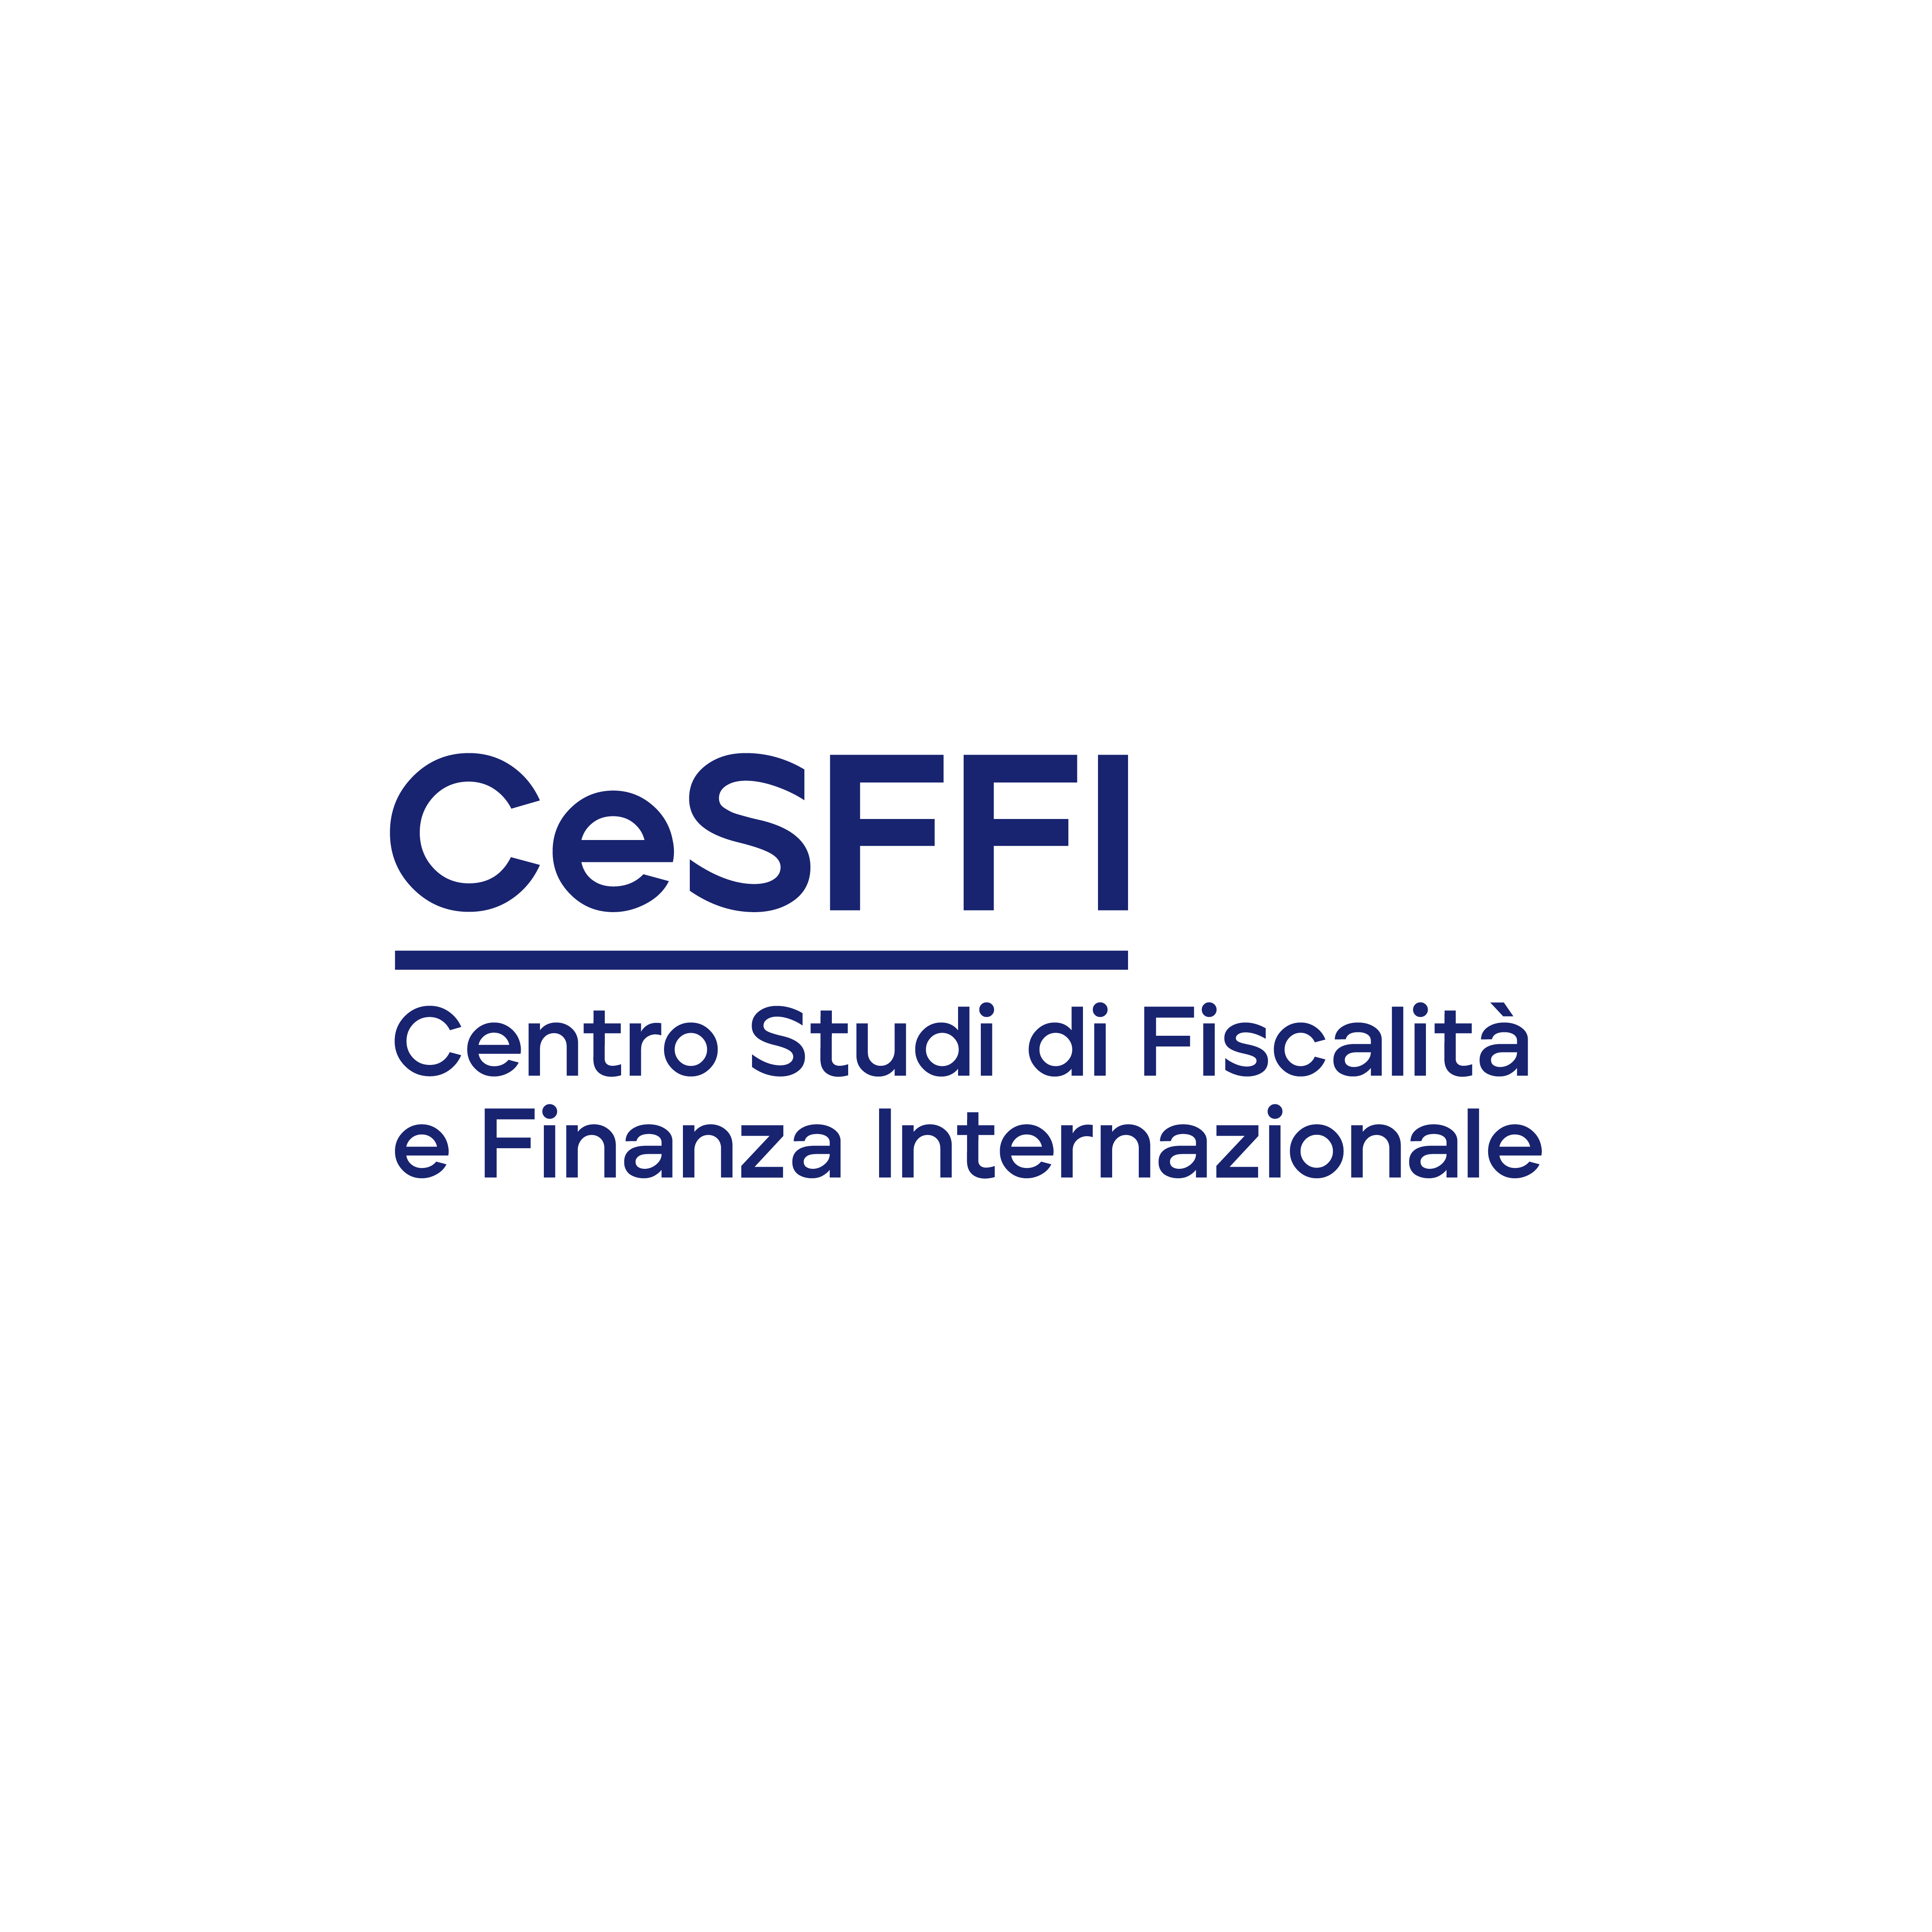 CeSFFI
Centro Studi di Fiscalità
e Finanza Internazionale